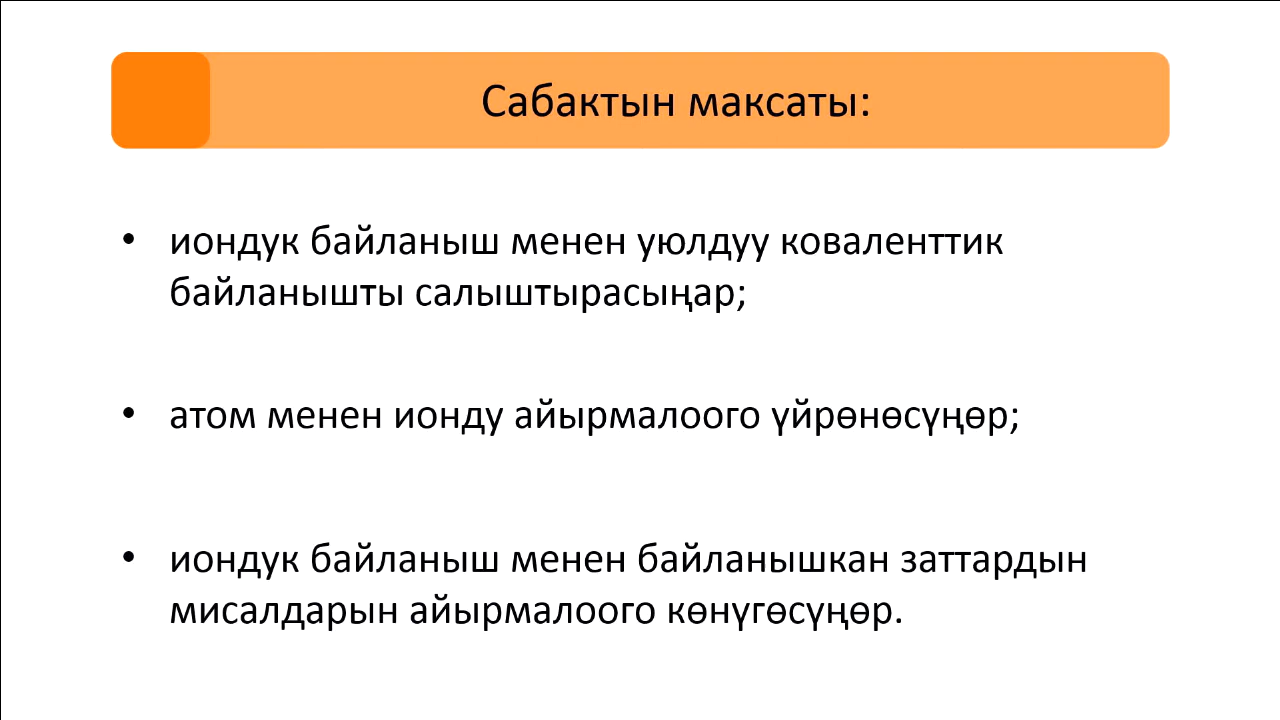 Сабактын максаты:
• иондук байланыш менен уюлдуу коваленттик
байланышты салыштырасыңар;
• атом менен ионду айырмалоого үйрөнөсүңөр;
• иондук байланыш менен байланышкан заттардын
мисалдарын айырмалоого көнүгөсүңөр.